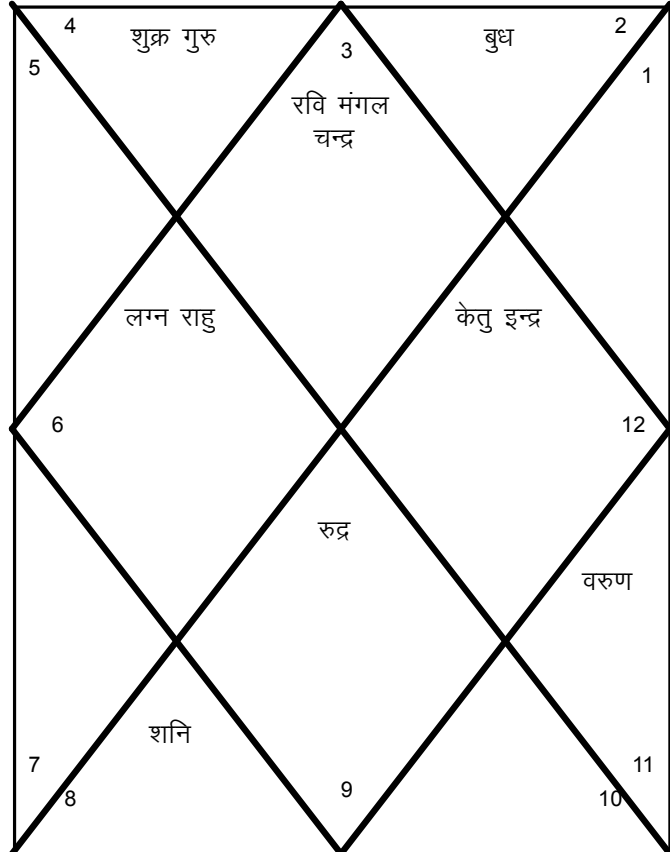 4 शुक्र गुरु 3 बुध 2
5 1
रवि मंगल
चन्द्र
लग्न राहु केतु इन्द्र
6 12
रुद्र
वरुण
शनि
7 9 11
8 10